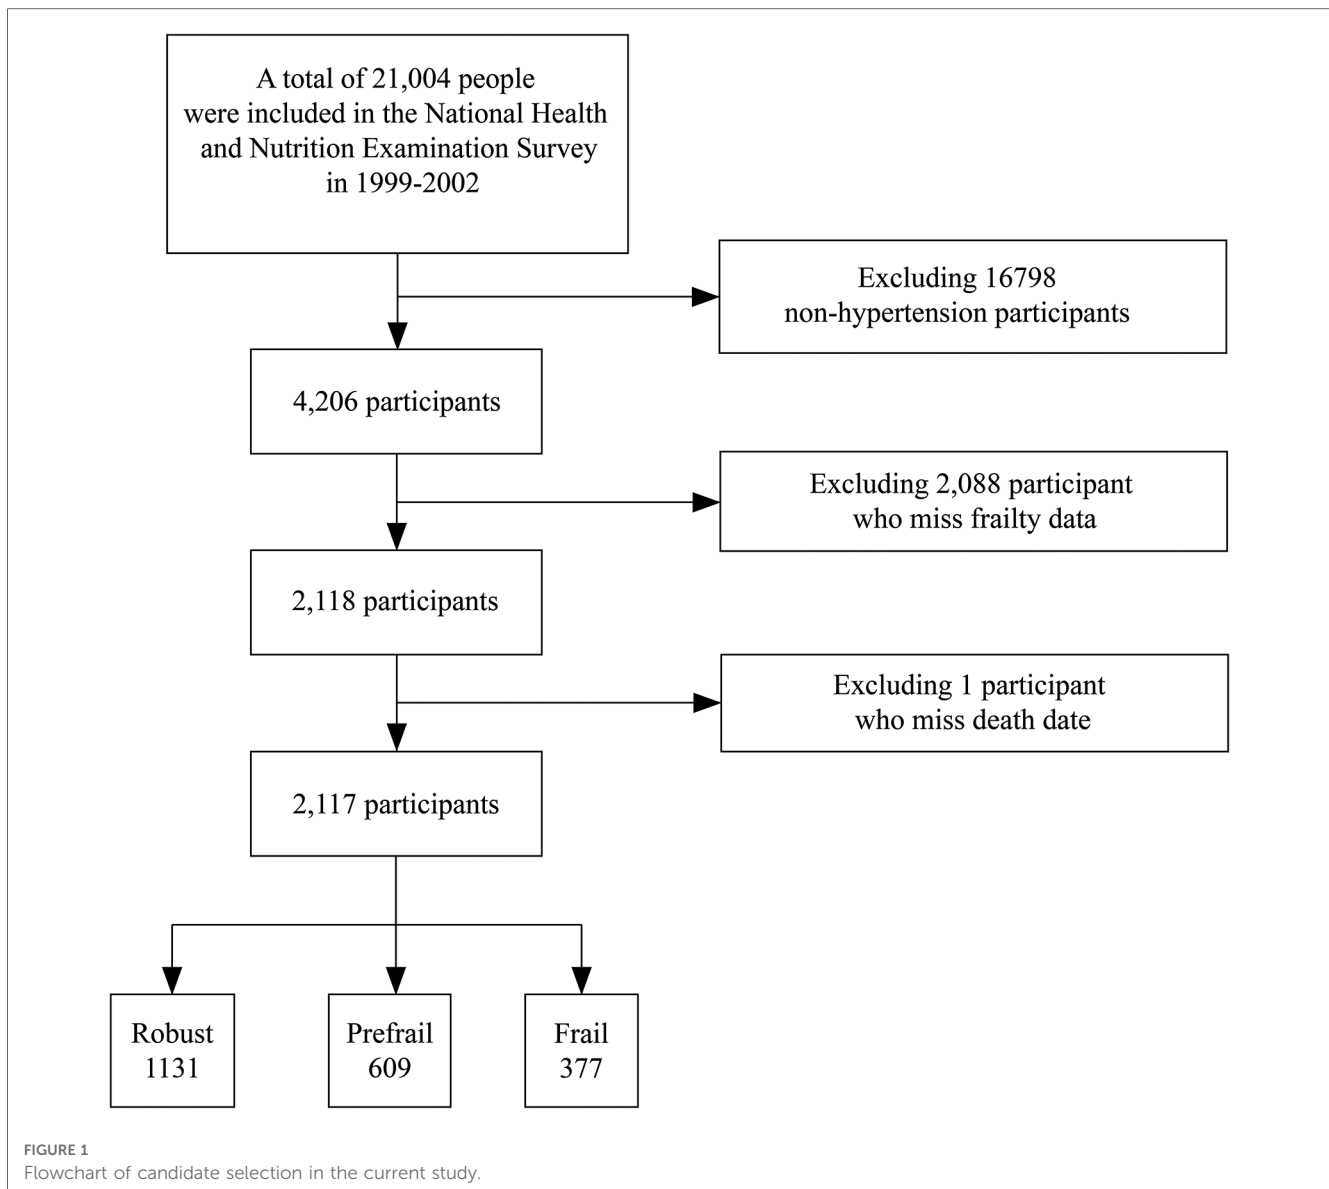 A total of 21,004 people
were included in the National Health
and Nutrition Examination Survey
in 1999-2002
Excluding 16798
non-hypertension participants
4,206 participants
Excluding 2,088 participant
who miss frailty data
2,118 participants
Excluding 1 participant
who miss death date
2,117 participants
Robust
1131
Prefrail
609
Frail
377
FIGURE 1
Flowchart of candidate selection in the current study.